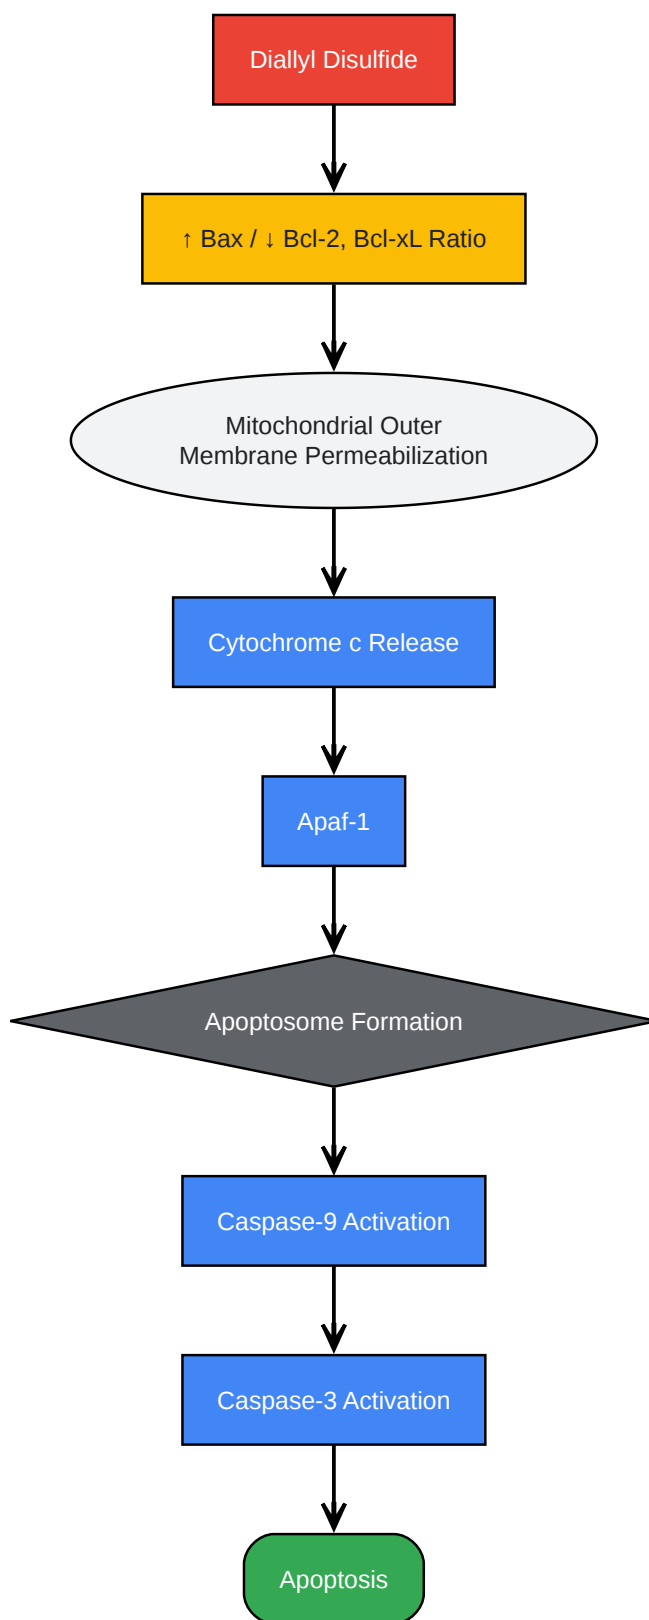 Diallyl Disulfide
↑ Bax / ↓ Bcl-2, Bcl-xL Ratio
Mitochondrial Outer
Membrane Permeabilization
Cytochrome c Release
Apaf-1
Apoptosome Formation
Caspase-9 Activation
Caspase-3 Activation
Apoptosis